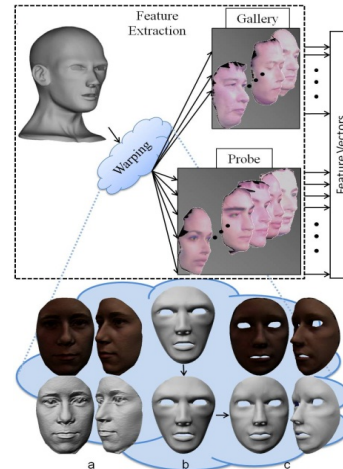 Feature
Extraction
Gallery
Warping
Probe
Feature Vectors
a
b
c